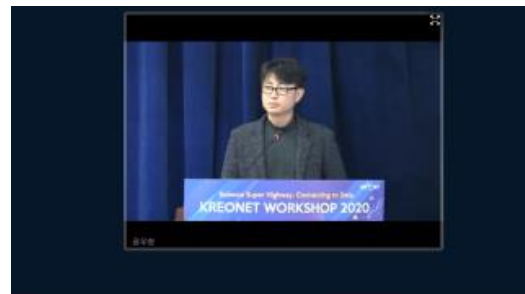 Science Super Highway, Connecting to Data
KREONET WORKSHOP 2020